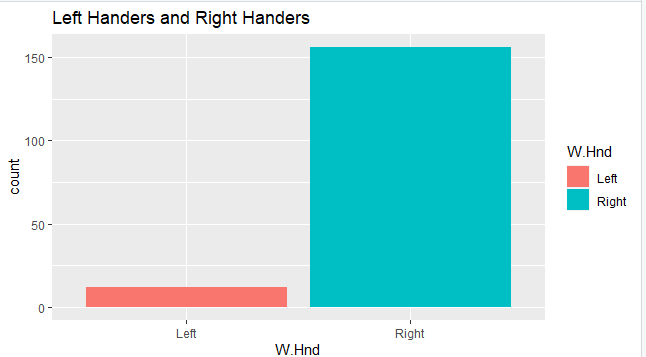 Left Handers and Right Handers
150
100
50
0
count
Left
Right
W.Hnd
W.Hnd
Left
Right